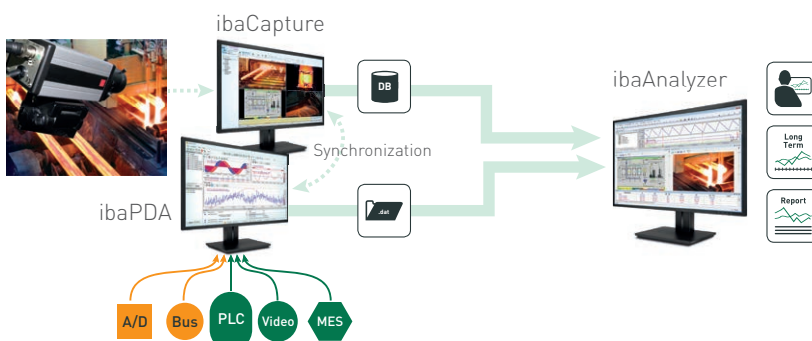 ibaCapture
DB
ibaAnalyzer
Long
Term
Synchronization
ibaPDA
.dat
Report
A/D
Bus
PLC
Video
MES